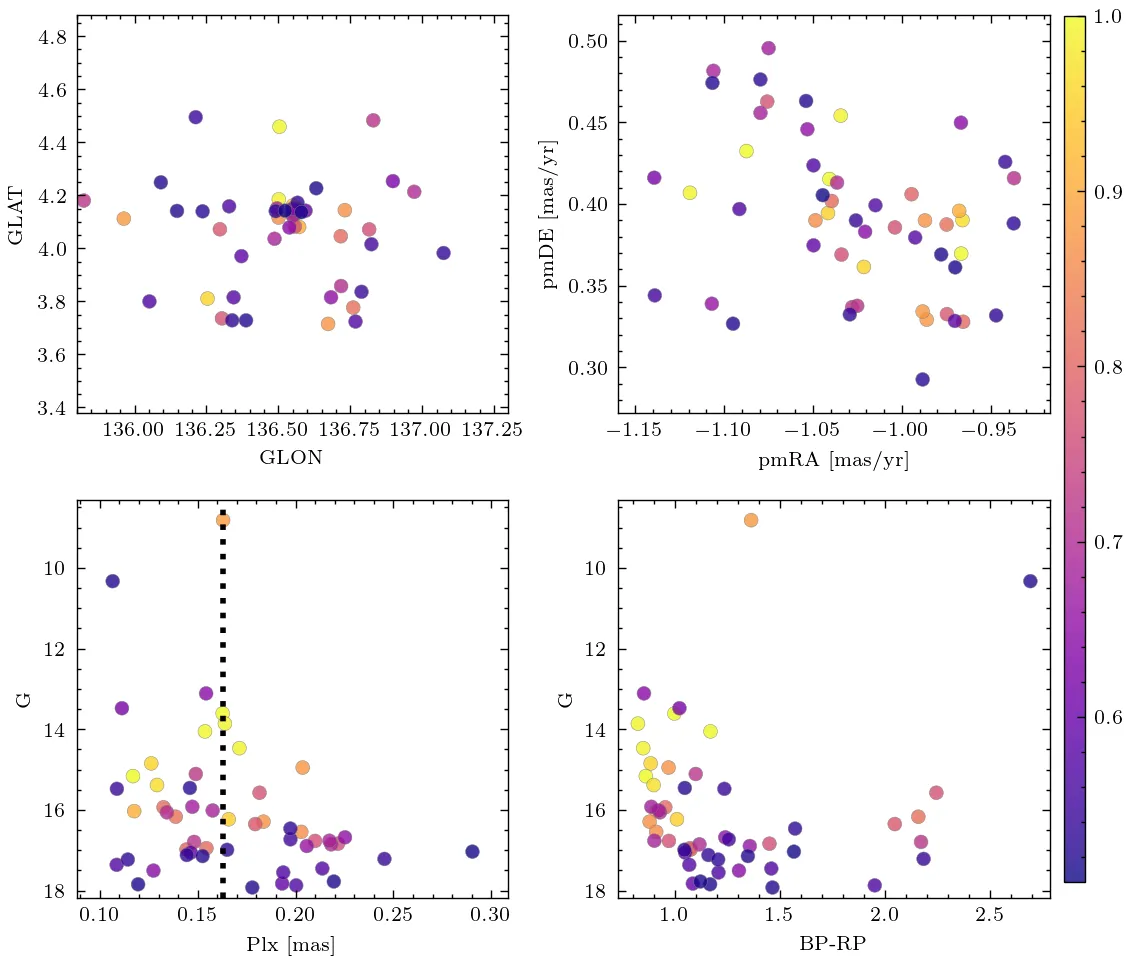 4.8
4.6
4.4
4.2
4.0
3.8
3.6
3.4
GLAT
136.00 136.25 136.50 136.75 137.00 137.25
GLON
0.50
0.45
0.40
0.35
0.30
pmDE [mas/yr]
−1.15 −1.10 −1.05 −1.00 −0.95
pmRA [mas/yr]
1.0
0.9
0.8
0.7
0.6
10
12
14
16
18
G
0.10 0.15 0.20 0.25 0.30
Plx [mas]
10
12
14
16
18
G
1.0 1.5 2.0 2.5
BP-RP